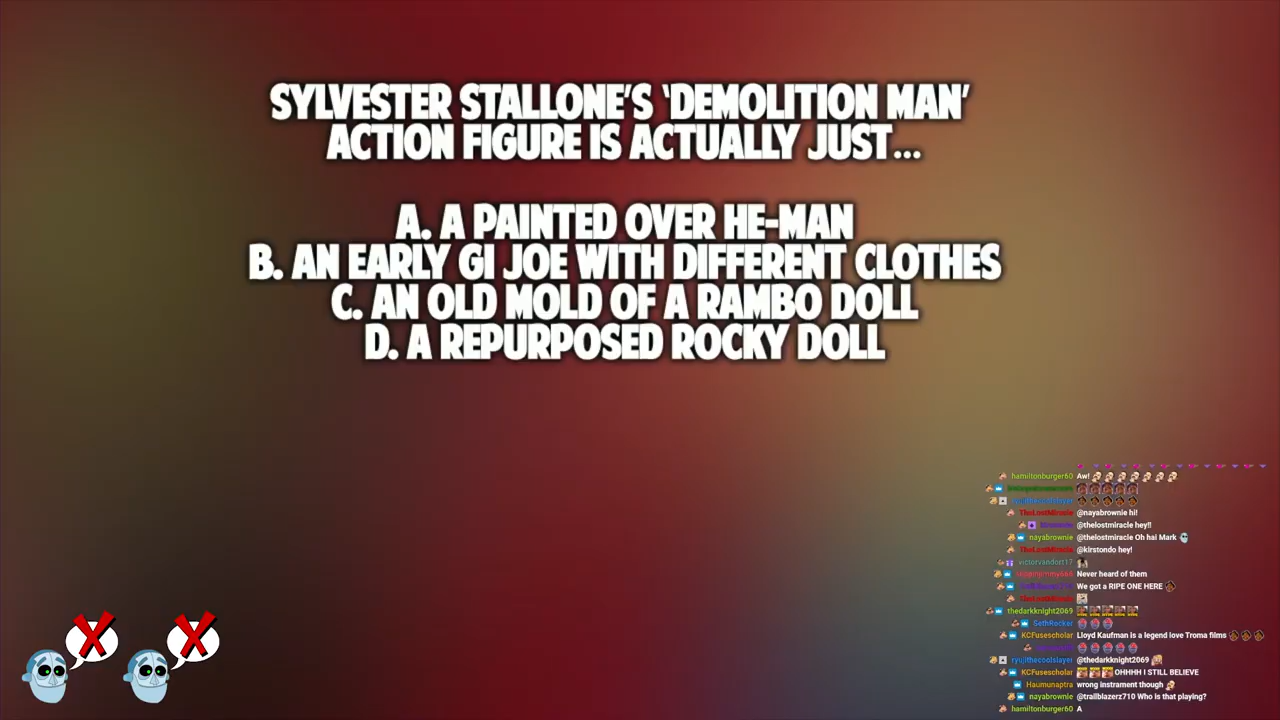 SYLVESTER STALLONE'S 'DEMOLITION MAN'
ACTION FIGURE IS ACTUALLY JUST...
A. A PAINTED OVER HE-MAN
B. AN EARLY GI JOE WITH DIFFERENT CLOTHES
C. AN OLD MOLD OF A RAMBO DOLL
D. A REPURPOSED ROCKY DOLL
X X
hamiltonburger60 Aw!
TheLostMiracle @nayabrownie hi!
@thelostmiracle hey!!
nayabrownie @thelostmiracle Oh hai Mark
TheLostMiracle @kirstondo hey!
victorvandort17
Never heard of them
We got a RIPE ONE HERE
TheLostMiracle
thedarkknight2069
SethRocker
KCFusescholar Lloyd Kaufman is a legend love Troma films
ryujithecoolslayer @thedarkknight2069
KCFusescholar OHHHH I STILL BELIEVE
Haumunaptra wrong instrament though
nayabrownie @trailblazerz710 Who is that playing?
hamiltonburger60 A